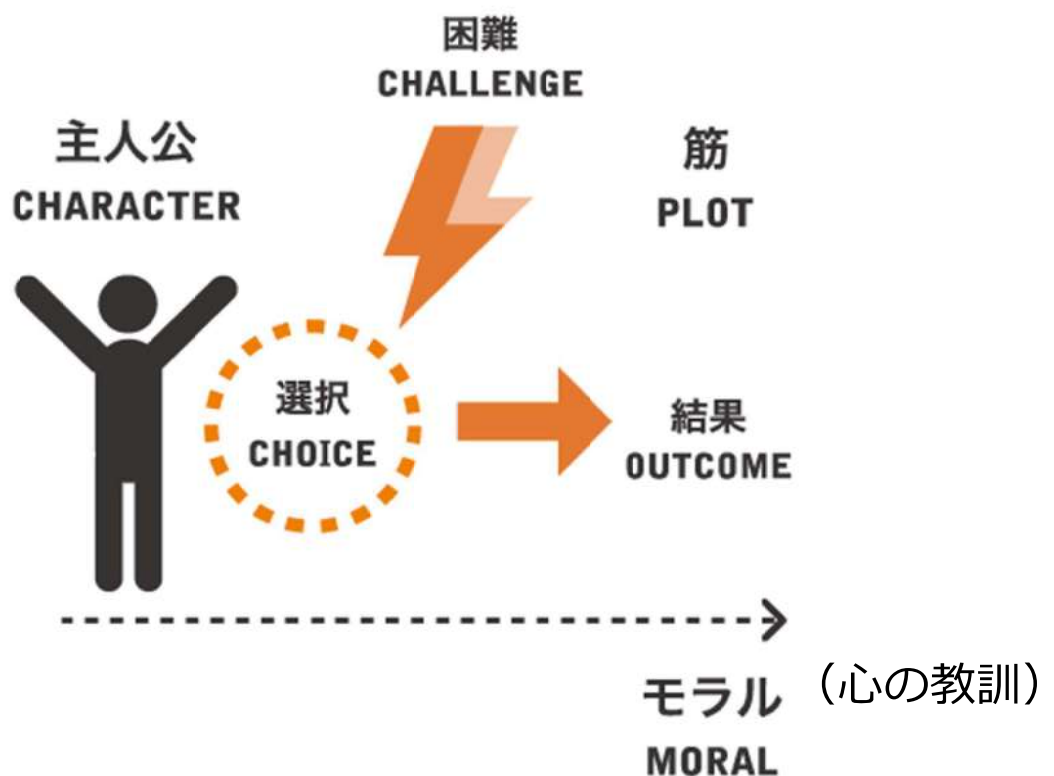 困難
CHALLENGE
主人公
CHARACTER
筋
PLOT
選択
CHOICE
結果
OUTCOME
モラル（心の教訓）
MORAL